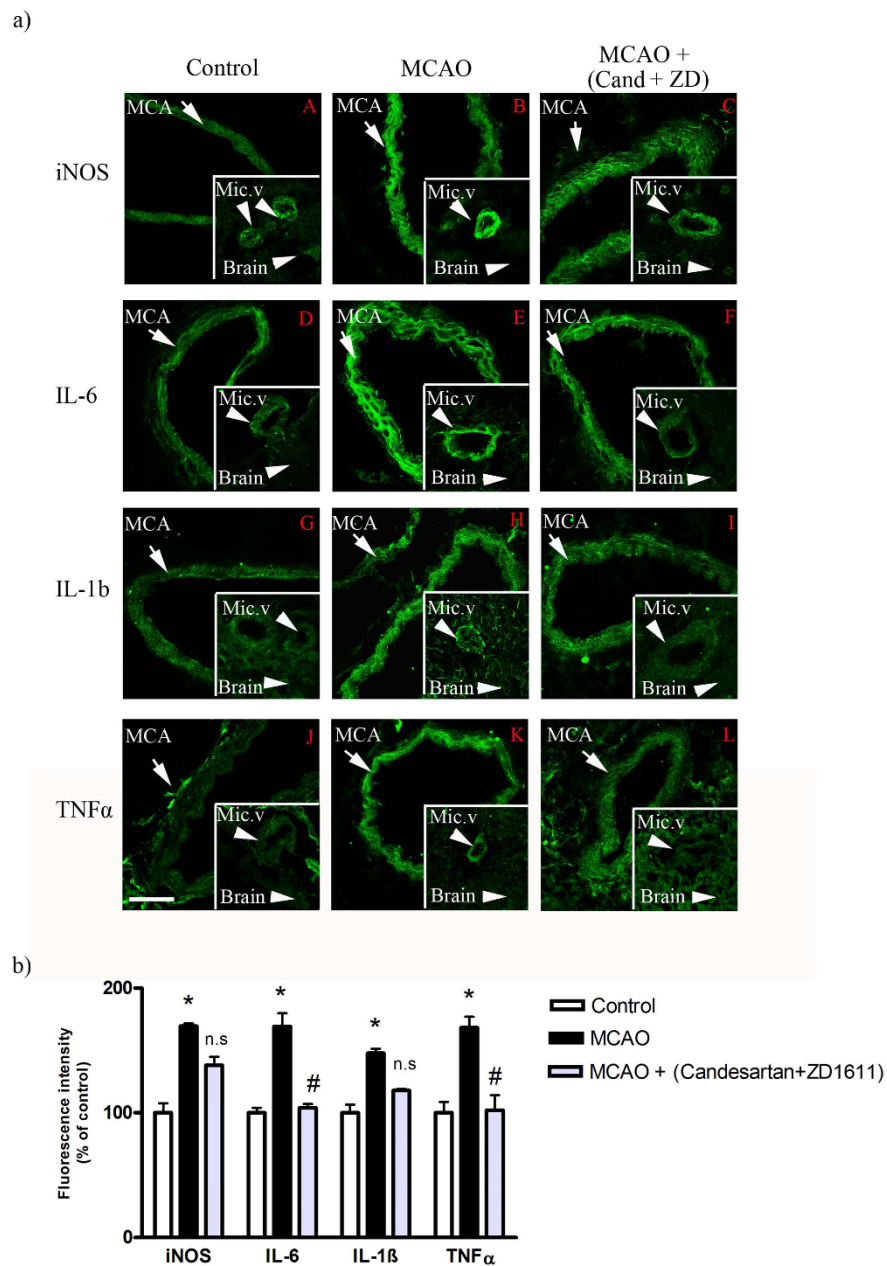 a)
Control MCAO MCAO +
(Cand + ZD)
iNOS
MCA A
Mic.v
Brain
MCA B
Mic.v
Brain
MCA C
Mic.v
Brain
IL-6
MCA D
Mic.v
Brain
MCA E
Mic.v
Brain
MCA F
Mic.v
Brain
IL-1b
MCA G
Mic.v
Brain
MCA H
Mic.v
Brain
MCA I
Mic.v
Brain
TNFα
MCA J
Mic.v
Brain
MCA K
Mic.v
Brain
MCA L
Mic.v
Brain
b)
Fluorescence intensity
(% of control)
200
100
0
* n.s
* #
* n.s
* #
iNOS IL-6 IL-1ß TNFα
Control
MCAO
MCAO + (Candesartan+ZD1611)